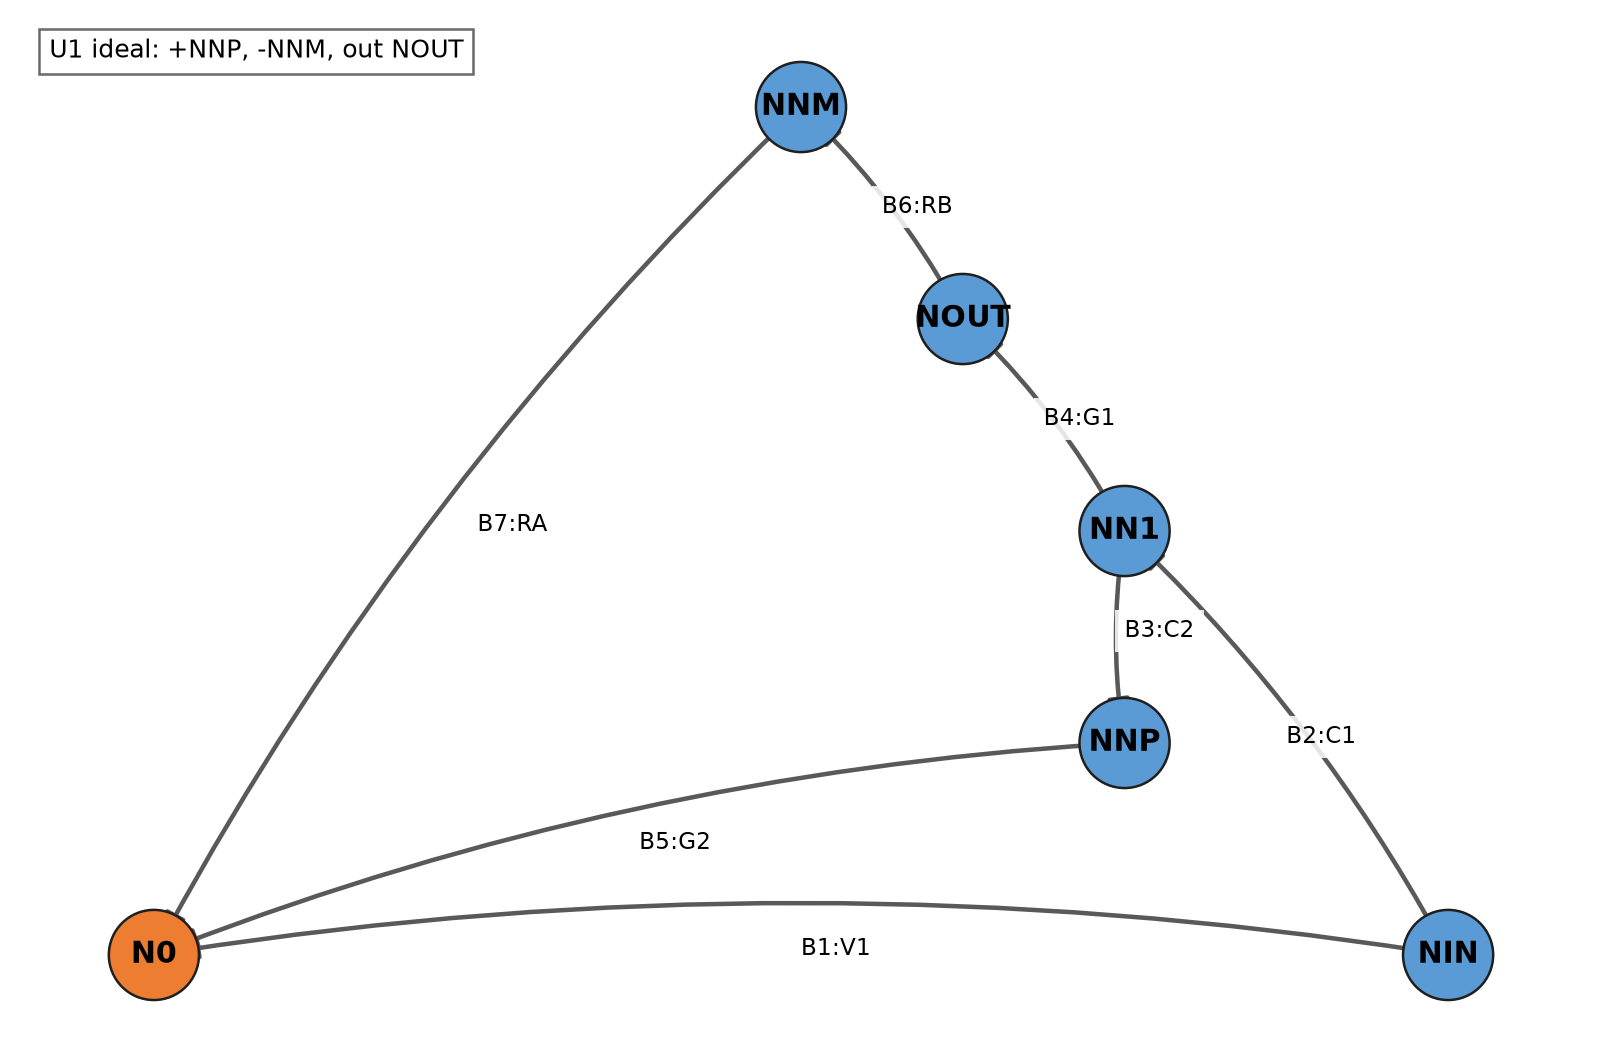 U1 ideal: +NNP, -NNM, out NOUT
NNM
B6:RB
NOUT
B4:G1
NN1
B7:RA
B3:C2
B2:C1
NNP
B5:G2
B1:V1
N0
NIN